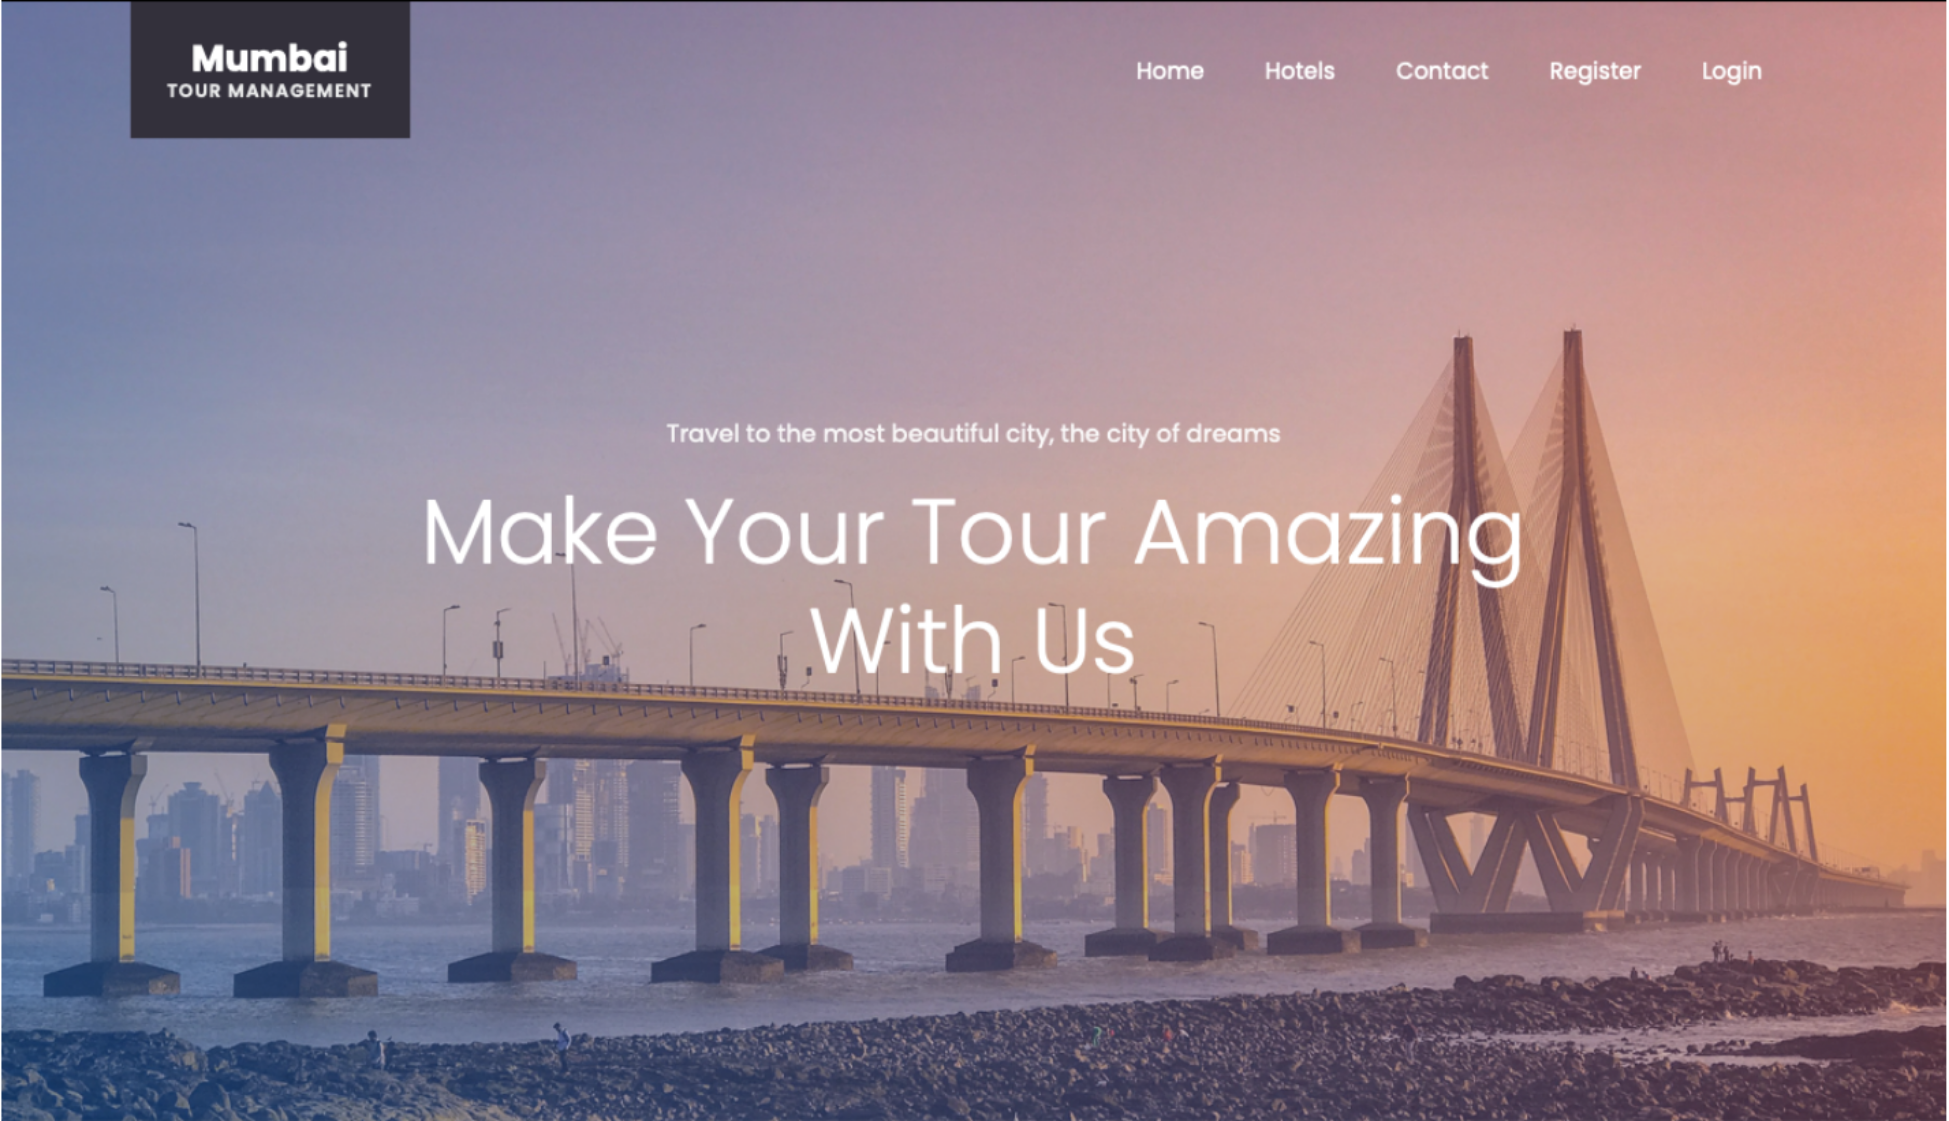 Mumbai
TOUR MANAGEMENT
Home Hotels Contact Register Login
Travel to the most beautiful city, the city of dreams
Make Your Tour Amazing
With Us